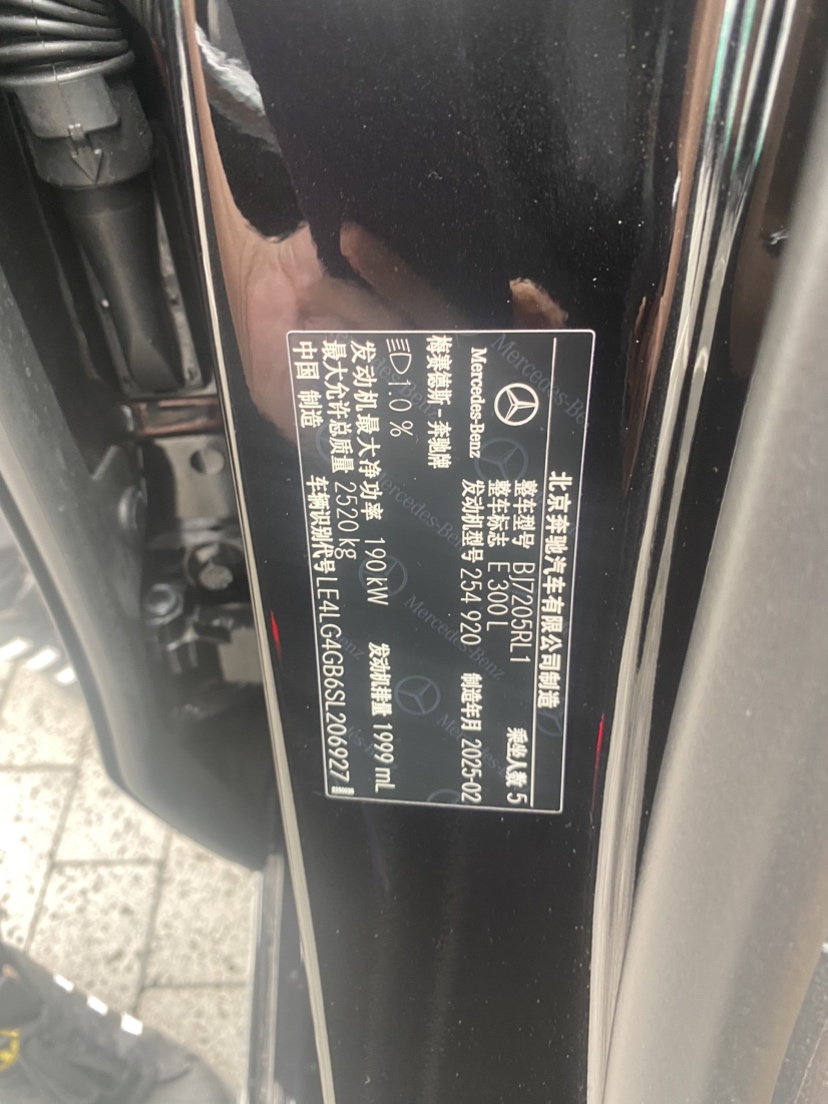 北京奔驰汽车有限公司制造
Mercedes-Benz
整车型号 BJ7205RL1 乘坐人数 5
整车标志 E 300 L
发动机型号 254 920 制造年月 2025-02
梅赛德斯-奔驰牌
1.0 %
发动机最大净功率 190 kW 发动机排量 1999 mL
最大允许总质量 2520 kg
车辆识别代号 LE4LG4GB6SL206927
中国 制造